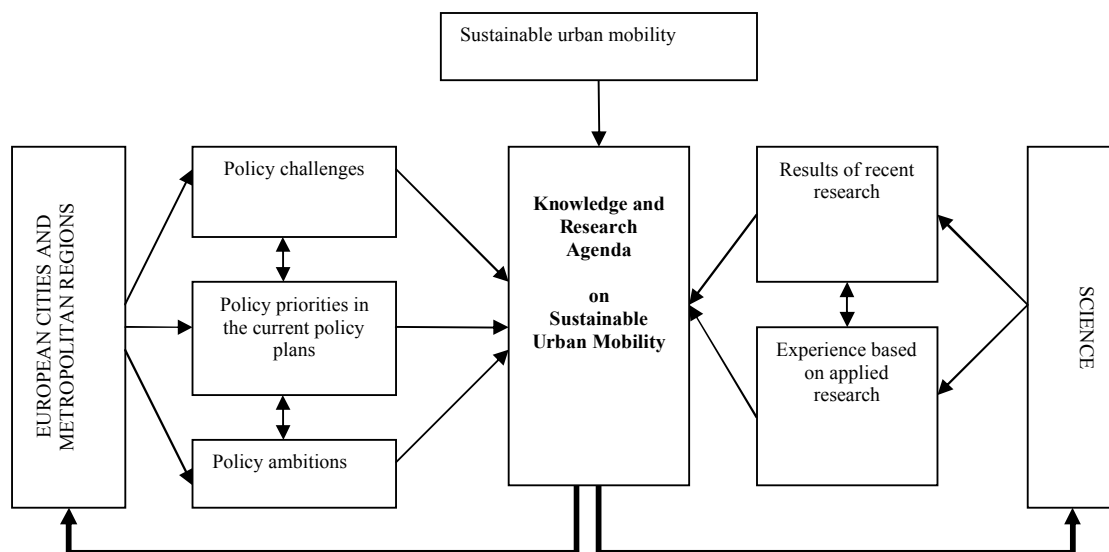 Sustainable urban mobility
EUROPEAN CITIES AND
METROPOLITAN REGIONS
Policy challenges
Policy priorities in
the current policy
plans
Policy ambitions
Knowledge and
Research
Agenda
on
Sustainable
Urban Mobility
Results of recent
research
Experience based
on applied
research
SCIENCE